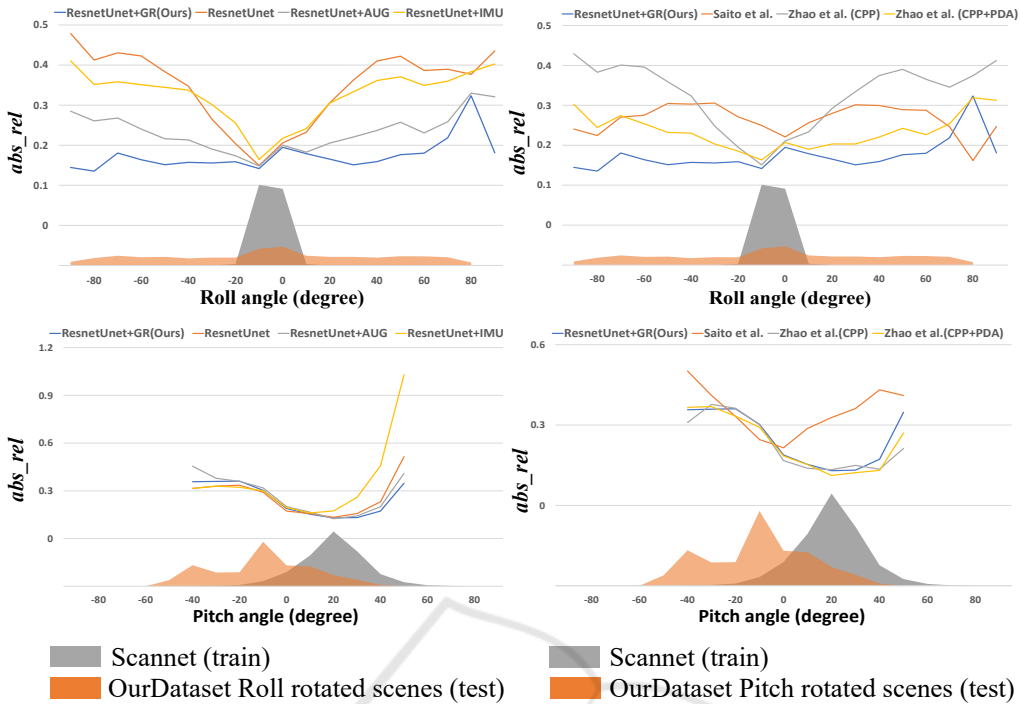 ResnetUnet+GR(Ours) ResnetUnet ResnetUnet+AUG ResnetUnet+IMU
0.5
0.4
0.3
0.2
0.1
0
abs_rel
-80 -60 -40 -20 0 20 40 60 80
Roll angle (degree)
ResnetUnet+GR(Ours) Saito et al. Zhao et al. (CPP) Zhao et al. (CPP+PDA)
0.5
0.4
0.3
0.2
0.1
0
abs_rel
-80 -60 -40 -20 0 20 40 60 80
Roll angle (degree)
ResnetUnet+GR(Ours) ResnetUnet ResnetUnet+AUG ResnetUnet+IMU
1.2
0.9
0.6
0.3
0
abs_rel
-80 -60 -40 -20 0 20 40 60 80
Pitch angle (degree)
ResnetUnet+GR(Ours) Saito et al. Zhao et al.(CPP) Zhao et al.(CPP+PDA)
0.6
0.3
0
abs_rel
-80 -60 -40 -20 0 20 40 60 80
Pitch angle (degree)
Scannet (train)
OurDataset Roll rotated scenes (test)
Scannet (train)
OurDataset Pitch rotated scenes (test)